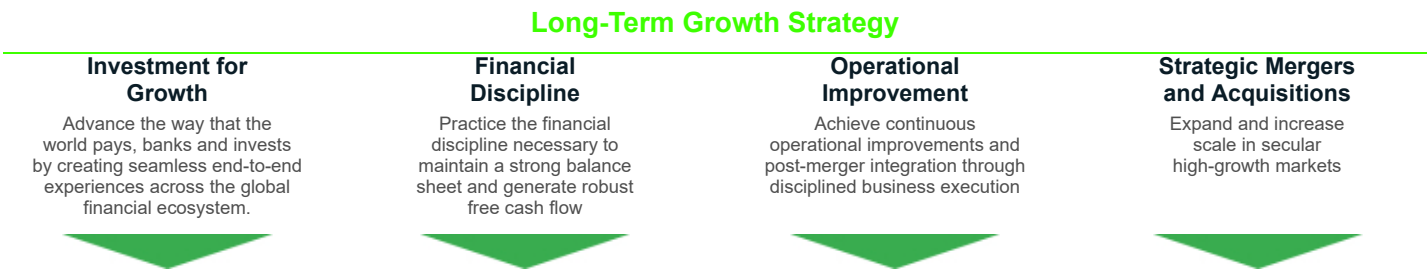 Long-Term Growth Strategy
Investment for
Growth
Advance the way that the
world pays, banks and invests
by creating seamless end-to-end
experiences across the global
financial ecosystem.
Financial
Discipline
Practice the financial
discipline necessary to
maintain a strong balance
sheet and generate robust
free cash flow
Operational
Improvement
Achieve continuous
operational improvements and
post-merger integration through
disciplined business execution
Strategic Mergers
and Acquisitions
Expand and increase
scale in secular
high-growth markets